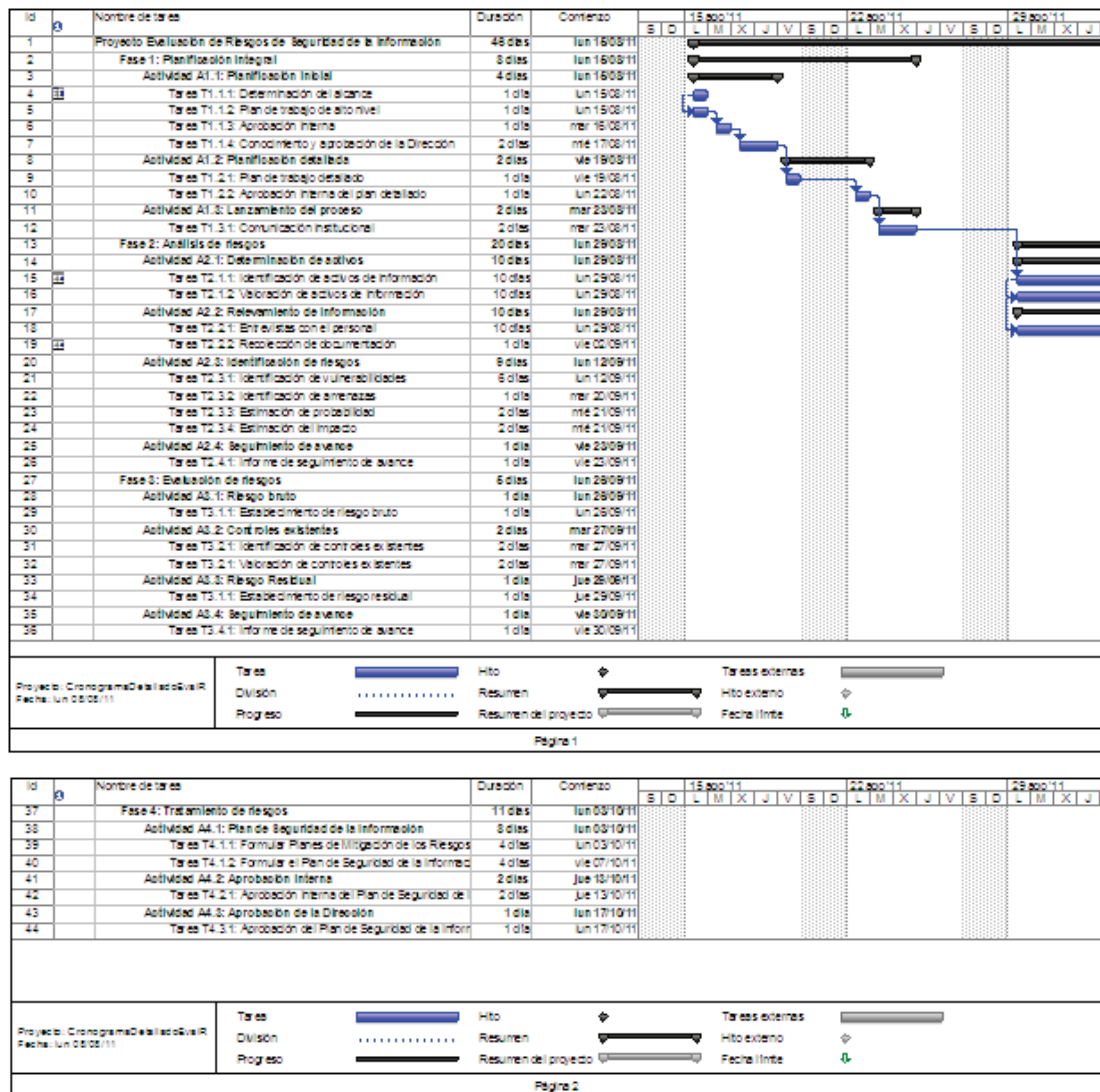 Id Nombre de tarea Duración Comienzo 15 ago '11 22 ago '11 29 ago '11
S D L M X J V S D L M X J V S D L M X J
1 Proyecto Evaluación de Riesgos de Seguridad de la Información 46 días lun 15/08/11
2 Fase 1: Planificación Integral 8 días lun 15/08/11
3 Actividad A1.1: Planificación Inicial 4 días lun 15/08/11
4 Tarea T1.1.1: Determinación del alcance 1 día lun 15/08/11
5 Tarea T1.1.2: Plan de trabajo de alto nivel 1 día lun 15/08/11
6 Tarea T1.1.3: Aprobación interna 1 día mar 16/08/11
7 Tarea T1.1.4: Conocimiento y aprobación de la Dirección 2 días mié 17/08/11
8 Actividad A1.2: Planificación detallada 2 días vie 19/08/11
9 Tarea T1.2.1: Plan de trabajo detallado 1 día vie 19/08/11
10 Tarea T1.2.2: Aprobación interna del plan detallado 1 día lun 22/08/11
11 Actividad A1.3: Lanzamiento del proceso 2 días mar 23/08/11
12 Tarea T1.3.1: Comunicación institucional 2 días mar 23/08/11
13 Fase 2: Análisis de riesgos 20 días lun 29/08/11
14 Actividad A2.1: Determinación de activos 10 días lun 29/08/11
15 Tarea T2.1.1: Identificación de activos de información 10 días lun 29/08/11
16 Tarea T2.1.2: Valoración de activos de información 10 días lun 29/08/11
17 Actividad A2.2: Relevamiento de información 10 días lun 29/08/11
18 Tarea T2.2.1: Entrevistas con el personal 10 días lun 29/08/11
19 Tarea T2.2.2: Recolección de documentación 1 día vie 02/09/11
20 Actividad A2.3: Identificación de riesgos 9 días lun 12/09/11
21 Tarea T2.3.1: Identificación de vulnerabilidades 6 días lun 12/09/11
22 Tarea T2.3.2: Identificación de amenazas 1 día mar 20/09/11
23 Tarea T2.3.3: Estimación de probabilidad 2 días mié 21/09/11
24 Tarea T2.3.4: Estimación del impacto 2 días mié 21/09/11
25 Actividad A2.4: Seguimiento de avance 1 día vie 23/09/11
26 Tarea T2.4.1: Informe de seguimiento de avance 1 día vie 23/09/11
27 Fase 3: Evaluación de riesgos 5 días lun 26/09/11
28 Actividad A3.1: Riesgo bruto 1 día lun 26/09/11
29 Tarea T3.1.1: Establecimiento de riesgo bruto 1 día lun 26/09/11
30 Actividad A3.2: Controles existentes 2 días mar 27/09/11
31 Tarea T3.2.1: Identificación de controles existentes 2 días mar 27/09/11
32 Tarea T3.2.1: Valoración de controles existentes 2 días mar 27/09/11
33 Actividad A3.3: Riesgo Residual 1 día jue 29/09/11
34 Tarea T3.1.1: Establecimiento de riesgo residual 1 día jue 29/09/11
35 Actividad A3.4: Seguimiento de avance 1 día vie 30/09/11
36 Tarea T3.4.1: Informe de seguimiento de avance 1 día vie 30/09/11
Proyecto: CronogramaDetalladoEvalR
Fecha: lun 08/08/11
Tarea Hito Tareas externas
División Resumen Hito externo
Progreso Resumen del proyecto Fecha límite
Página 1
Id Nombre de tarea Duración Comienzo 15 ago '11 22 ago '11 29 ago '11
S D L M X J V S D L M X J V S D L M X J
37 Fase 4: Tratamiento de riesgos 11 días lun 03/10/11
38 Actividad A4.1: Plan de Seguridad de la Información 8 días lun 03/10/11
39 Tarea T4.1.1: Formular Planes de Mitigación de los Riesgos 4 días lun 03/10/11
40 Tarea T4.1.2: Formular el Plan de Seguridad de la Informac 4 días vie 07/10/11
41 Actividad A4.2: Aprobación Interna 2 días jue 13/10/11
42 Tarea T4.2.1: Aprobación interna del Plan de Seguridad de l 2 días jue 13/10/11
43 Actividad A4.3: Aprobación de la Dirección 1 día lun 17/10/11
44 Tarea T4.3.1: Aprobación del Plan de Seguridad de la Inforr 1 día lun 17/10/11
Proyecto: CronogramaDetalladoEvalR
Fecha: lun 08/08/11
Tarea Hito Tareas externas
División Resumen Hito externo
Progreso Resumen del proyecto Fecha límite
Página 2